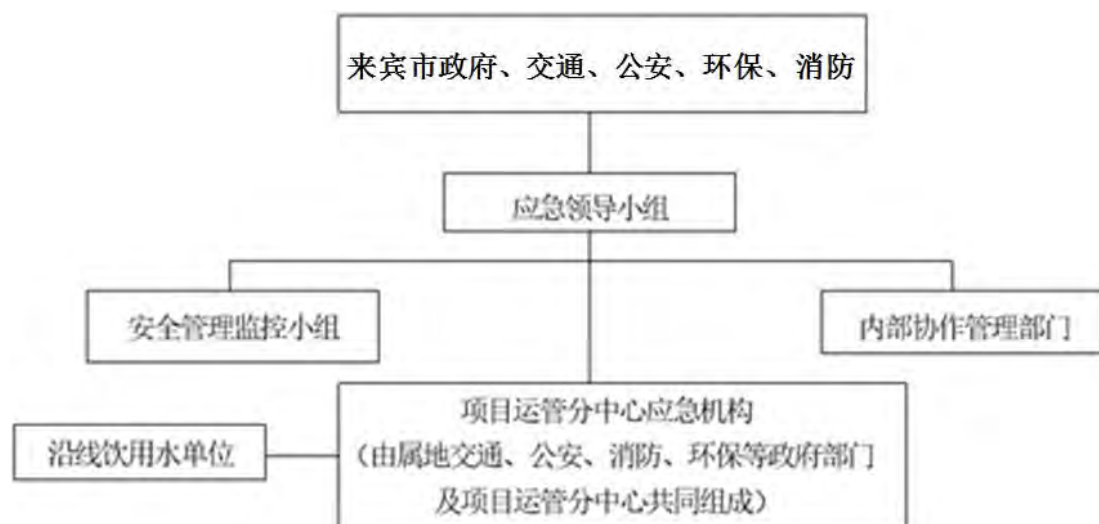 来宾市政府、交通、公安、环保、消防
应急领导小组
安全管理监控小组
内部协作管理部门
项目运管分中心应急机构
（由属地交通、公安、消防、环保等政府部门
及项目运管分中心共同组成）
沿线饮用水单位